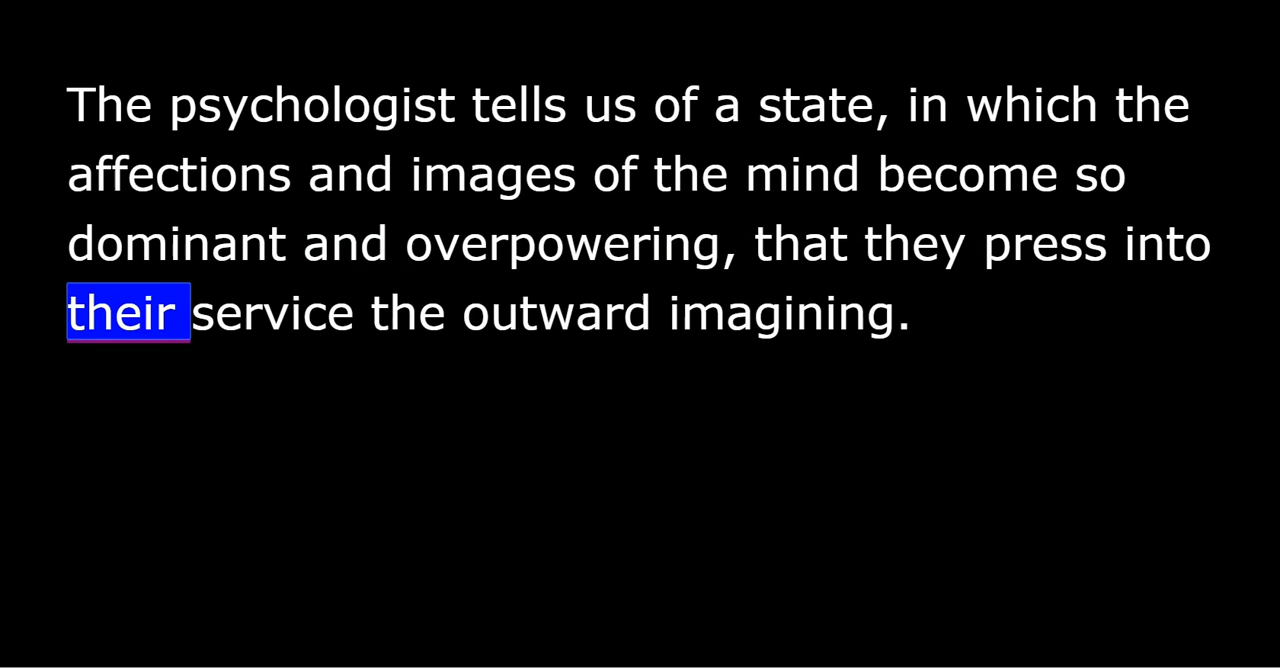 The psychologist tells us of a state, in which the
affections and images of the mind become so
dominant and overpowering, that they press into
their service the outward imagining.